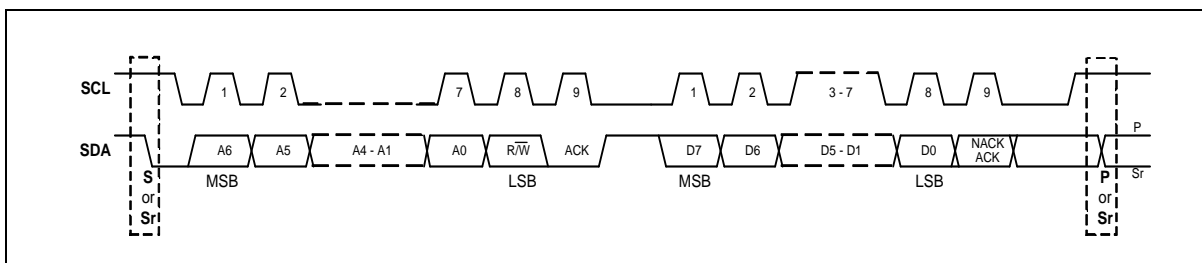 SCL 1 2 7 8 9 1 2 3 - 7 8 9
SDA A6 A5 A4 - A1 A0 R/W ACK D7 D6 D5 - D1 D0 NACK ACK P Sr
MSB LSB MSB LSB
S or Sr
P or Sr